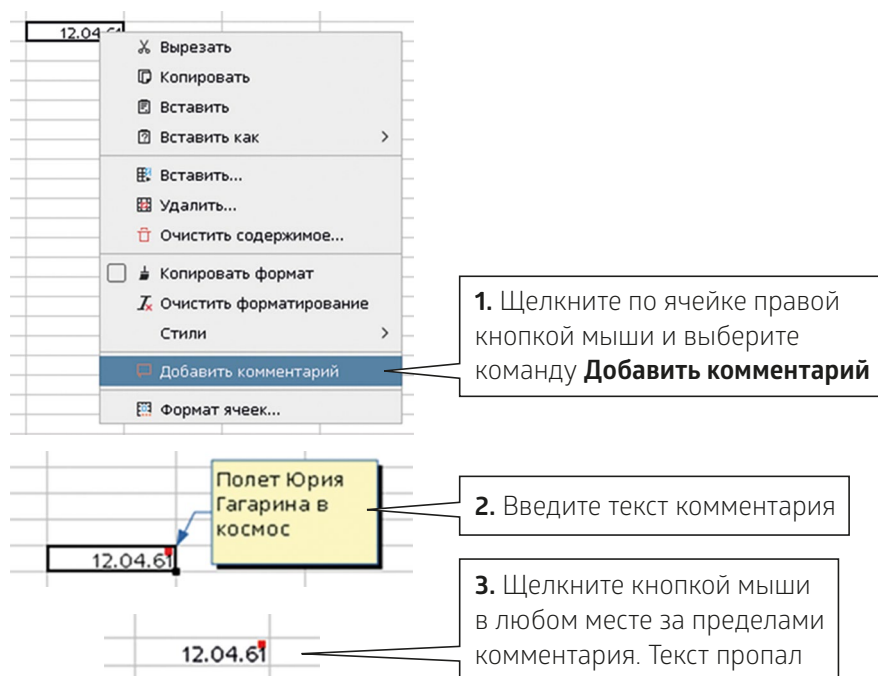 12.04.61
Вырезать
Копировать
Вставить
Вставить как
Вставить...
Удалить...
Очистить содержимое...
Копировать формат
Очистить форматирование
Стили
Добавить комментарий
Формат ячеек...
1. Щелкните по ячейке правой
кнопкой мыши и выберите
команду Добавить комментарий
Полет Юрия
Гагарина в
космос
12.04.61
2. Введите текст комментария
12.04.61
3. Щелкните кнопкой мыши
в любом месте за пределами
комментария. Текст пропал